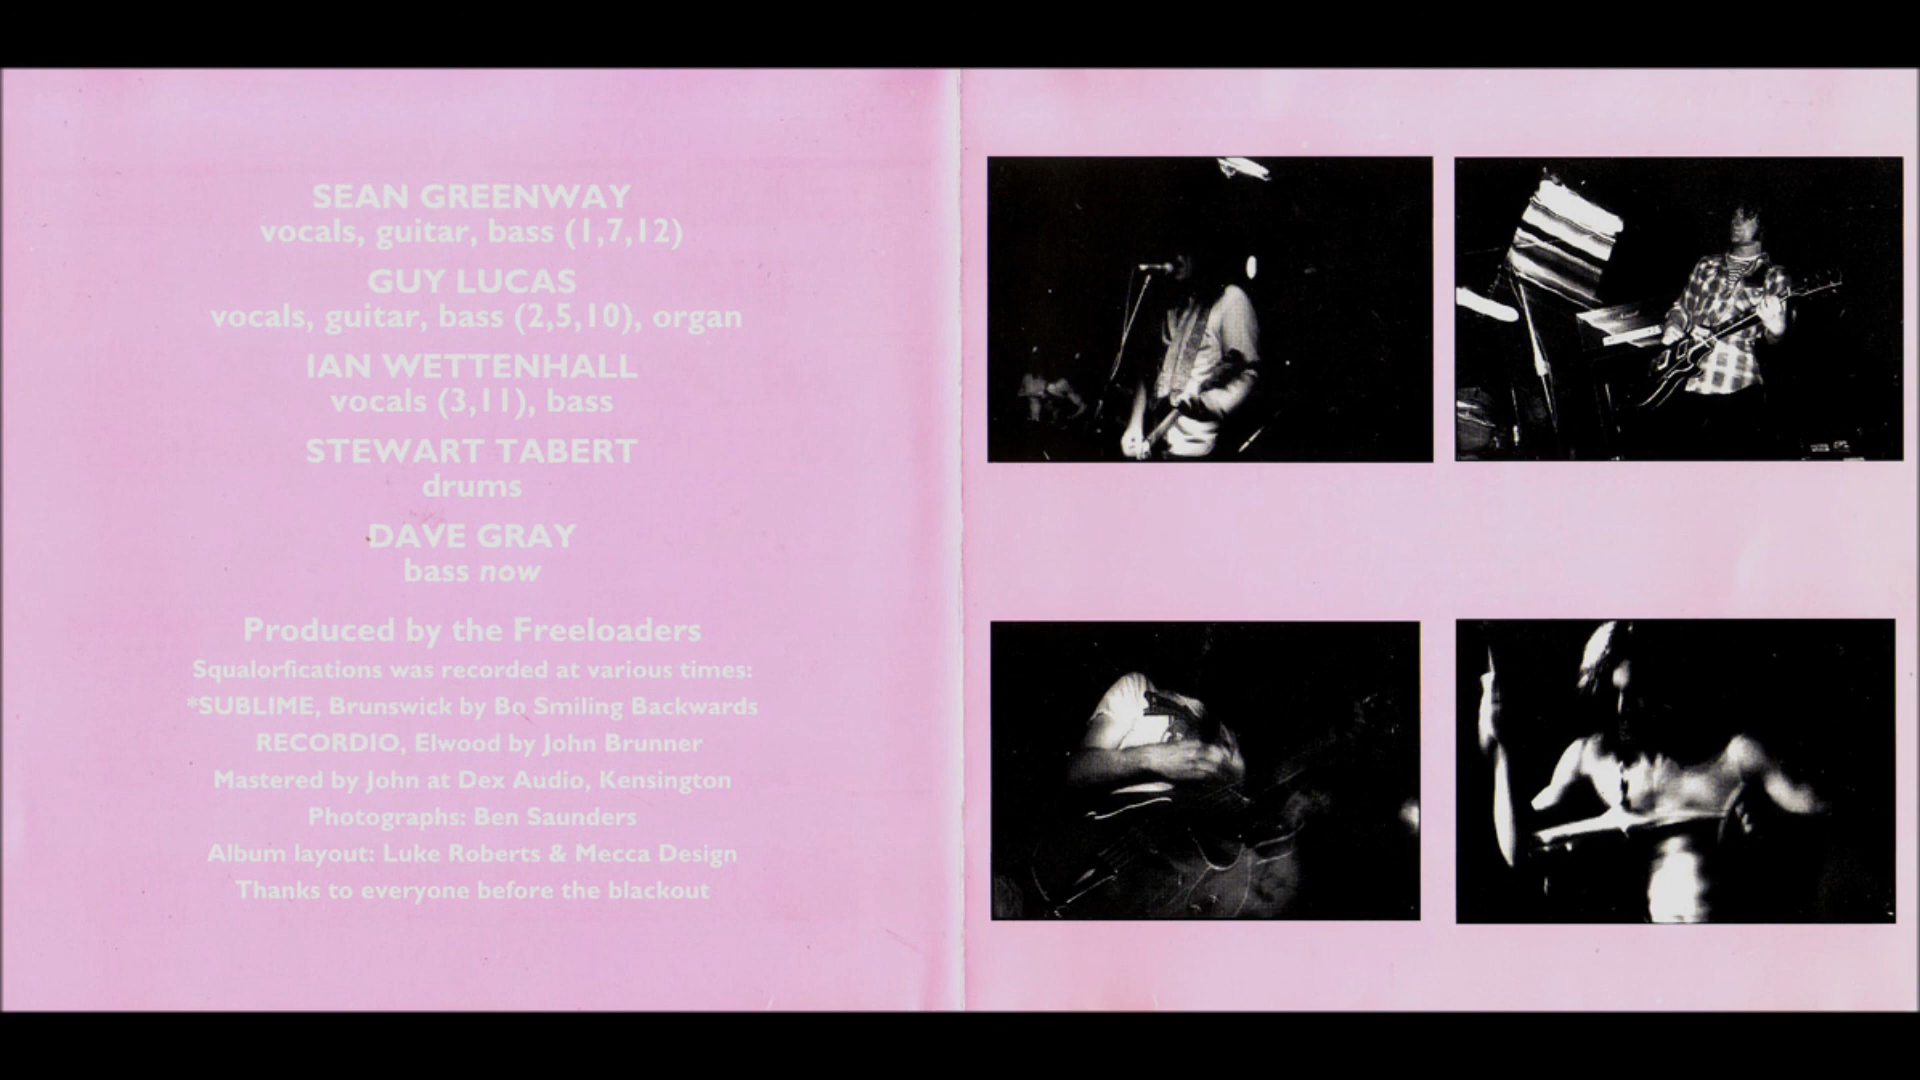 SEAN GREENWAY
vocals, guitar, bass (1,7,12)
GUY LUCAS
vocals, guitar, bass (2,5,10), organ
IAN WETTENHALL
vocals (3,11), bass
STEWART TABERT
drums
DAVE GRAY
bass now
Produced by the Freeloaders
Squalorfications was recorded at various times:
*SUBLIME, Brunswick by Bo Smiling Backwards
RECORDIO, Elwood by John Brunner
Mastered by John at Dex Audio, Kensington
Photographs: Ben Saunders
Album layout: Luke Roberts & Mecca Design
Thanks to everyone before the blackout